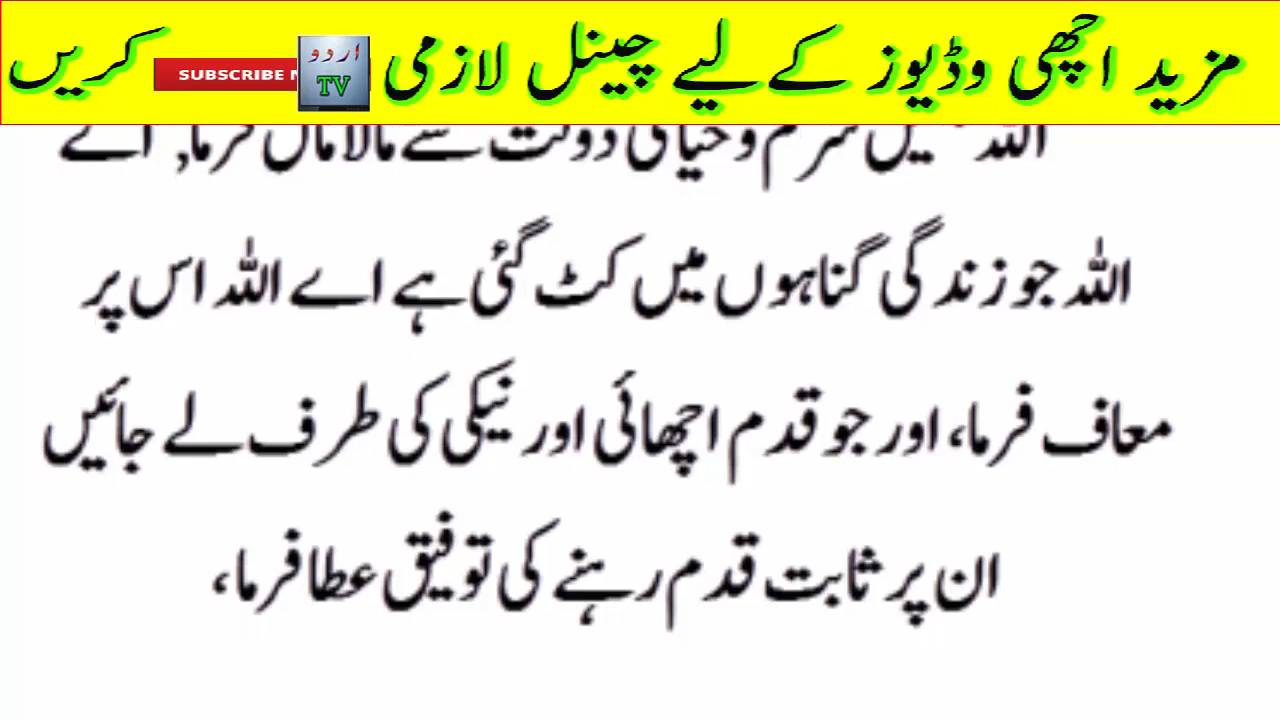 مزید اچھی وڈیوز کے لیے چینل لازمی
اردو
TV
SUBSCRIBE N
کریں
اللہ ہمیں شرم و حیا کی دولت سے مالا مال فرما, اے
اللہ جو زندگی گناہوں میں کٹ گئی ہے اے اللہ اس پر
معاف فرما، اور جو قدم اچھائی اور نیکی کی طرف لے جائیں
ان پر ثابت قدم رہنے کی توفیق عطا فرما،